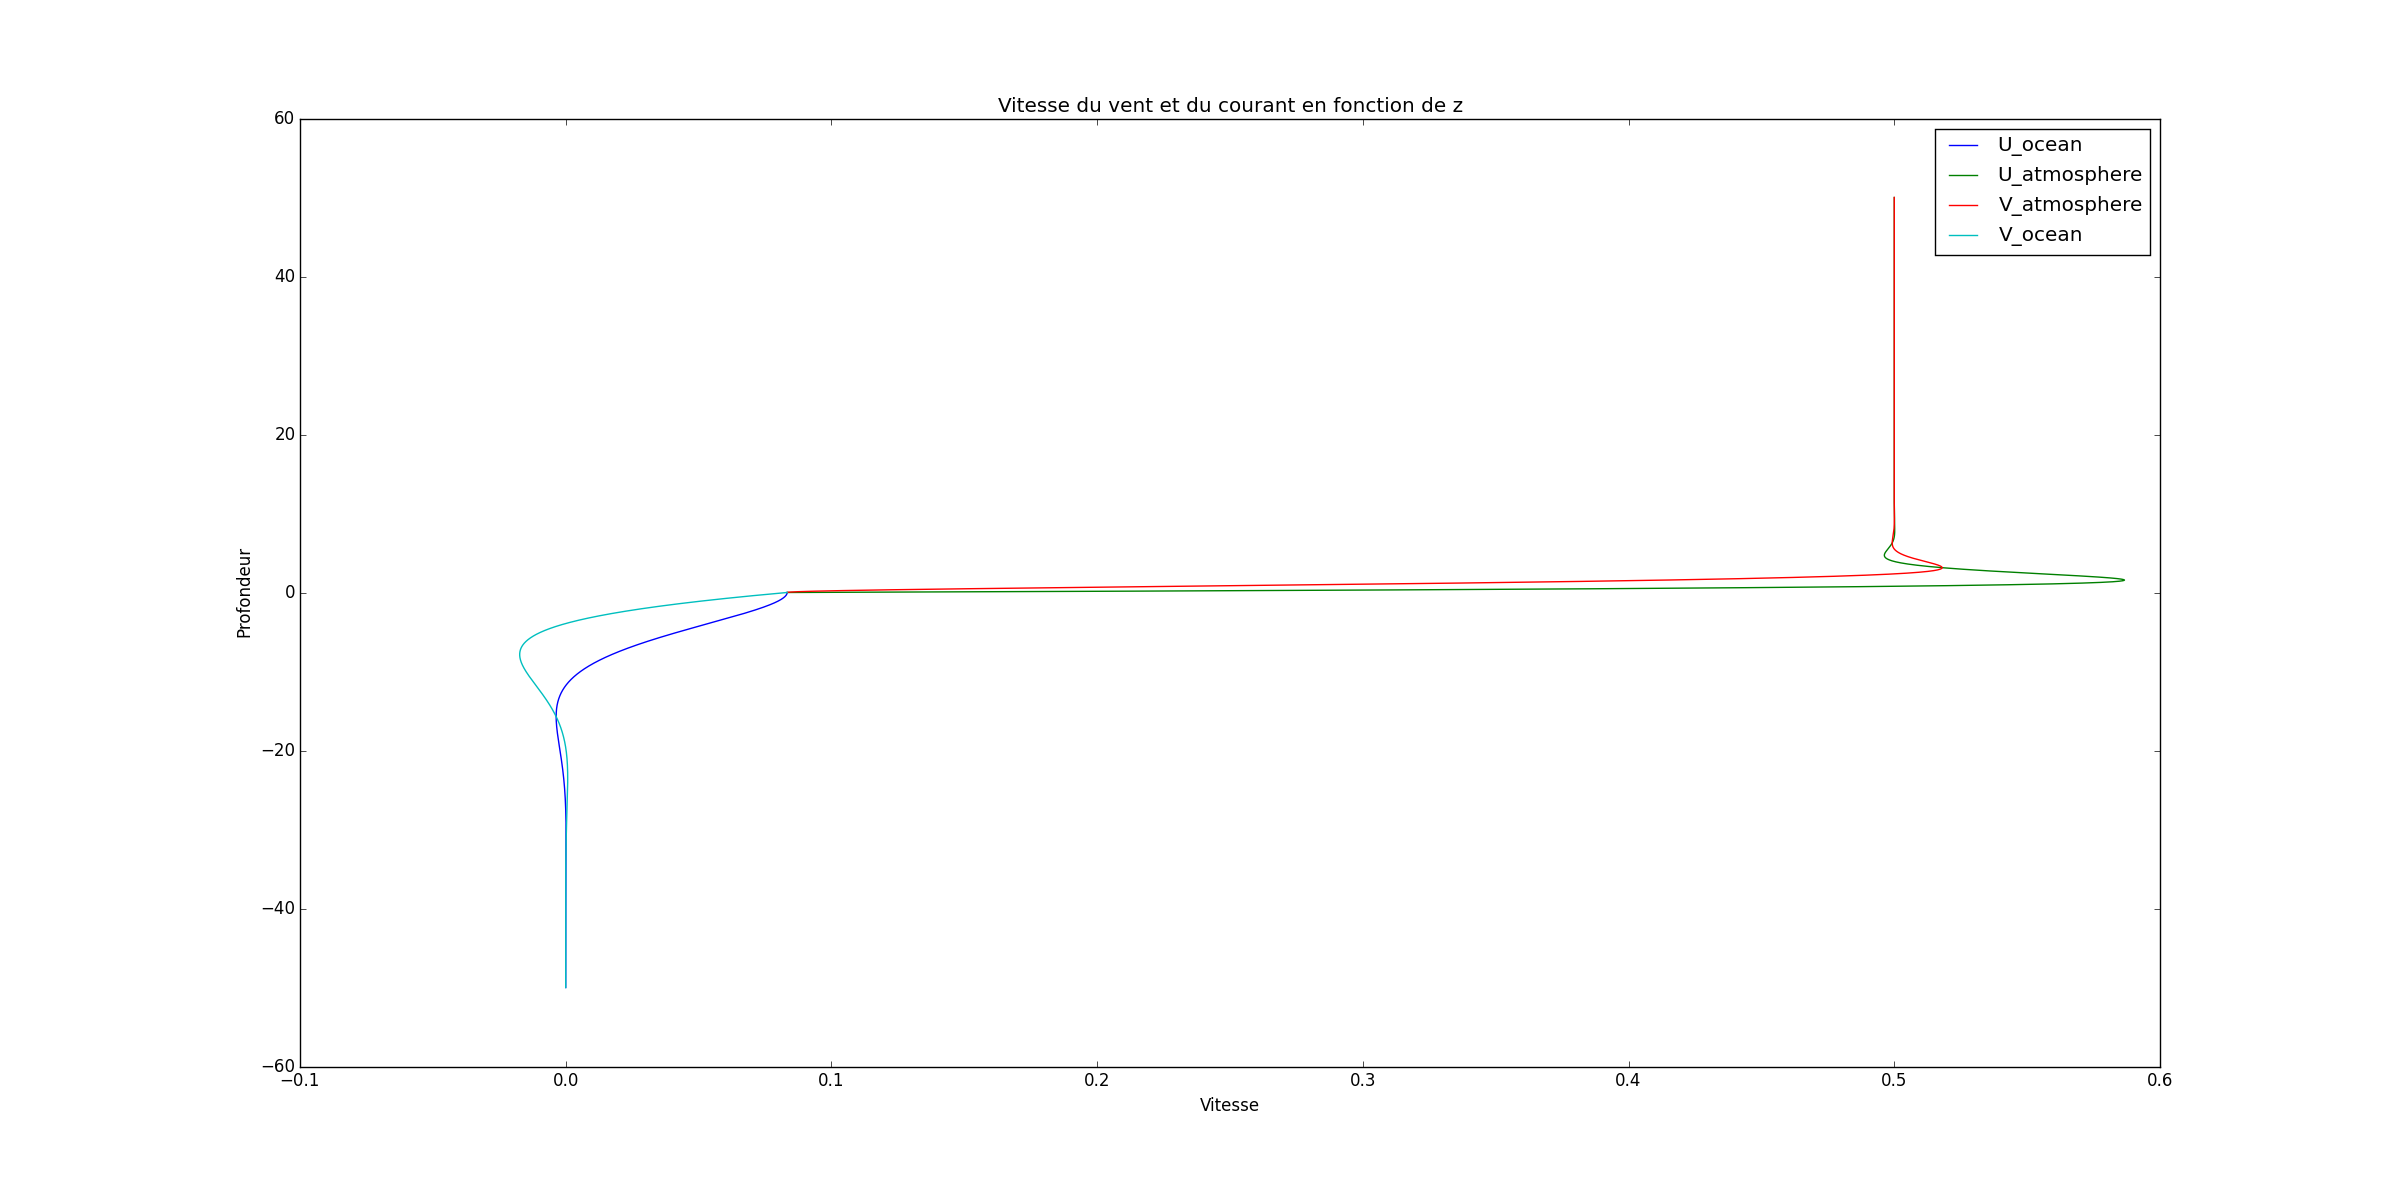 Vitesse du vent et du courant en fonction de z
60
40
20
0
−20
−40
−60
Profondeur
U_ocean
U_atmosphere
V_atmosphere
V_ocean
−0.1 0.0 0.1 0.2 0.3 0.4 0.5 0.6
Vitesse